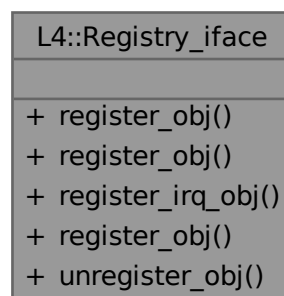 L4::Registry_iface
+ register_obj()
+ register_obj()
+ register_irq_obj()
+ register_obj()
+ unregister_obj()